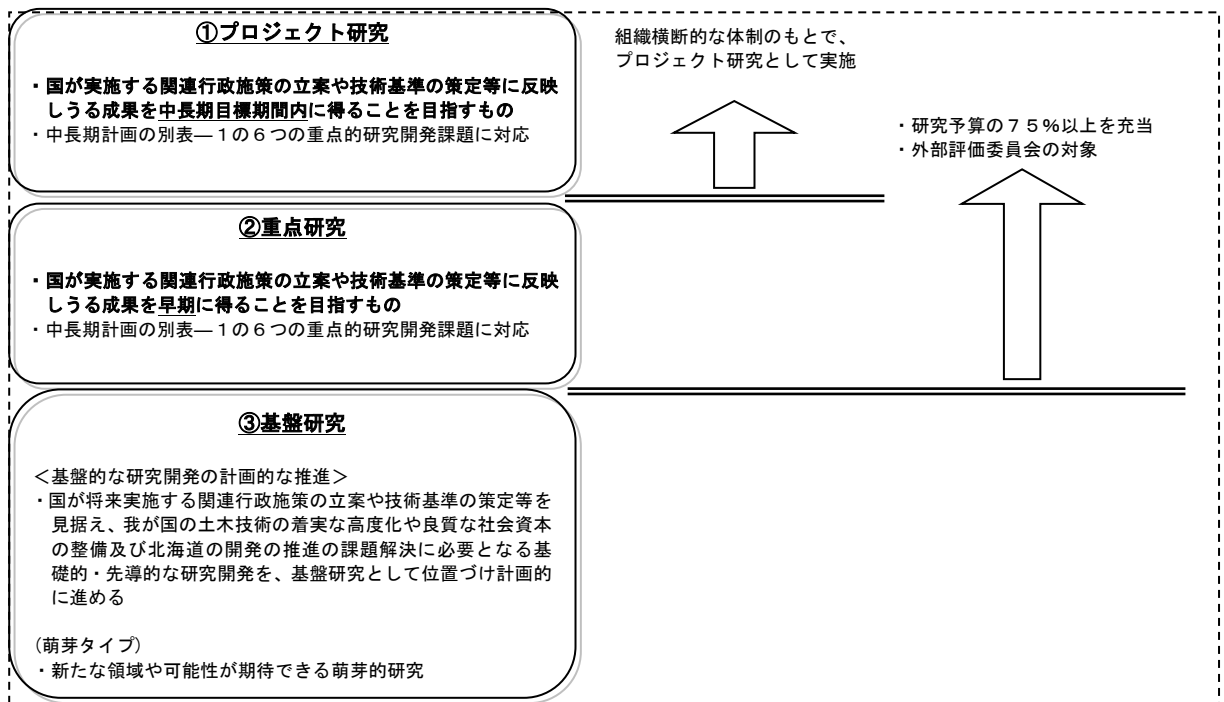 ①プロジェクト研究
・国が実施する関連行政施策の立案や技術基準の策定等に反映
しうる成果を中長期目標期間内に得ることを目指すもの
・中長期計画の別表―１の６つの重点的研究開発課題に対応
組織横断的な体制のもとで、
プロジェクト研究として実施
・研究予算の７５％以上を充当
・外部評価委員会の対象
②重点研究
・国が実施する関連行政施策の立案や技術基準の策定等に反映
しうる成果を早期に得ることを目指すもの
・中長期計画の別表―１の６つの重点的研究開発課題に対応
③基盤研究
＜基盤的な研究開発の計画的な推進＞
・国が将来実施する関連行政施策の立案や技術基準の策定等を
見据え、我が国の土木技術の着実な高度化や良質な社会資本
の整備及び北海道の開発の推進の課題解決に必要となる基
礎的・先導的な研究開発を、基盤研究として位置づけ計画的
に進める
（萌芽タイプ）
・新たな領域や可能性が期待できる萌芽的研究